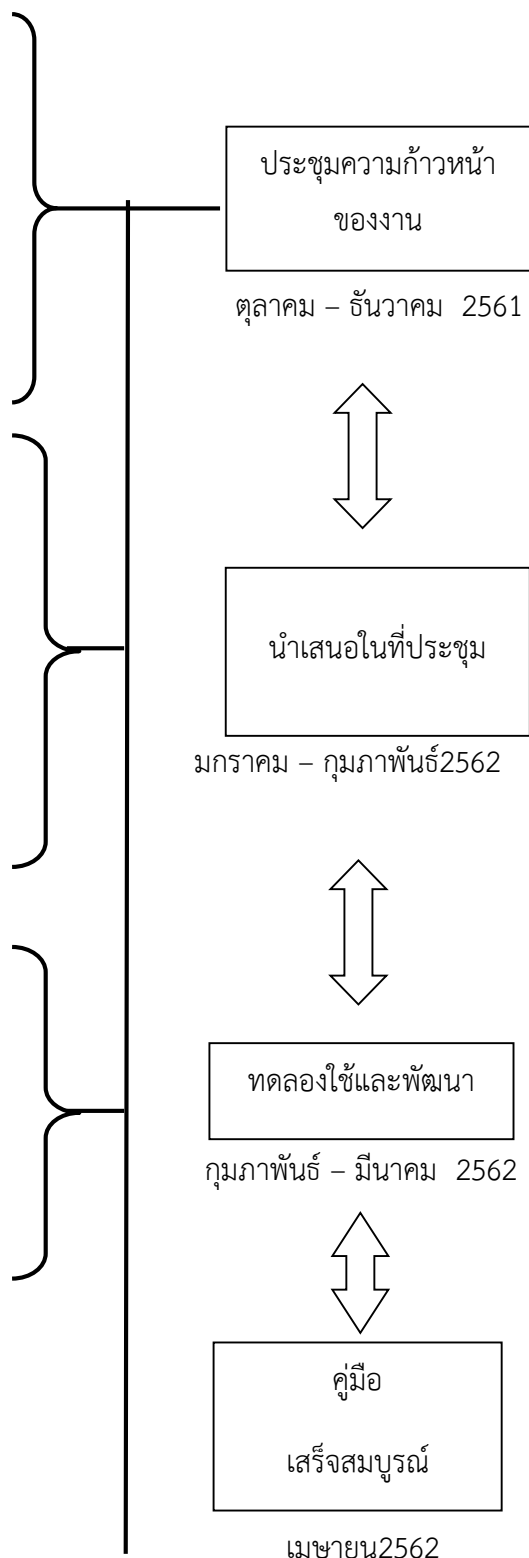 ประชุมความก้าวหน้า
ของงาน
ตุลาคม – ธันวาคม 2561
นำเสนอในที่ประชุม
มกราคม – กุมภาพันธ์2562
ทดลองใช้และพัฒนา
กุมภาพันธ์ – มีนาคม 2562
คู่มือ
เสร็จสมบูรณ์
เมษายน2562